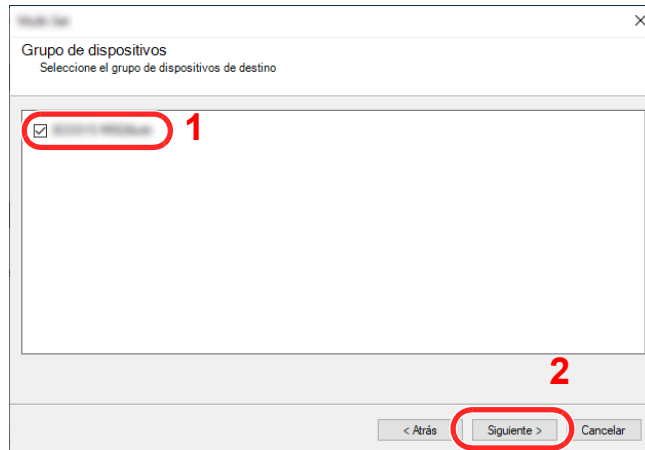 Grupo de dispositivos
Seleccione el grupo de dispositivos de destino
1
2
< Atrás
Siguiente >
Cancelar